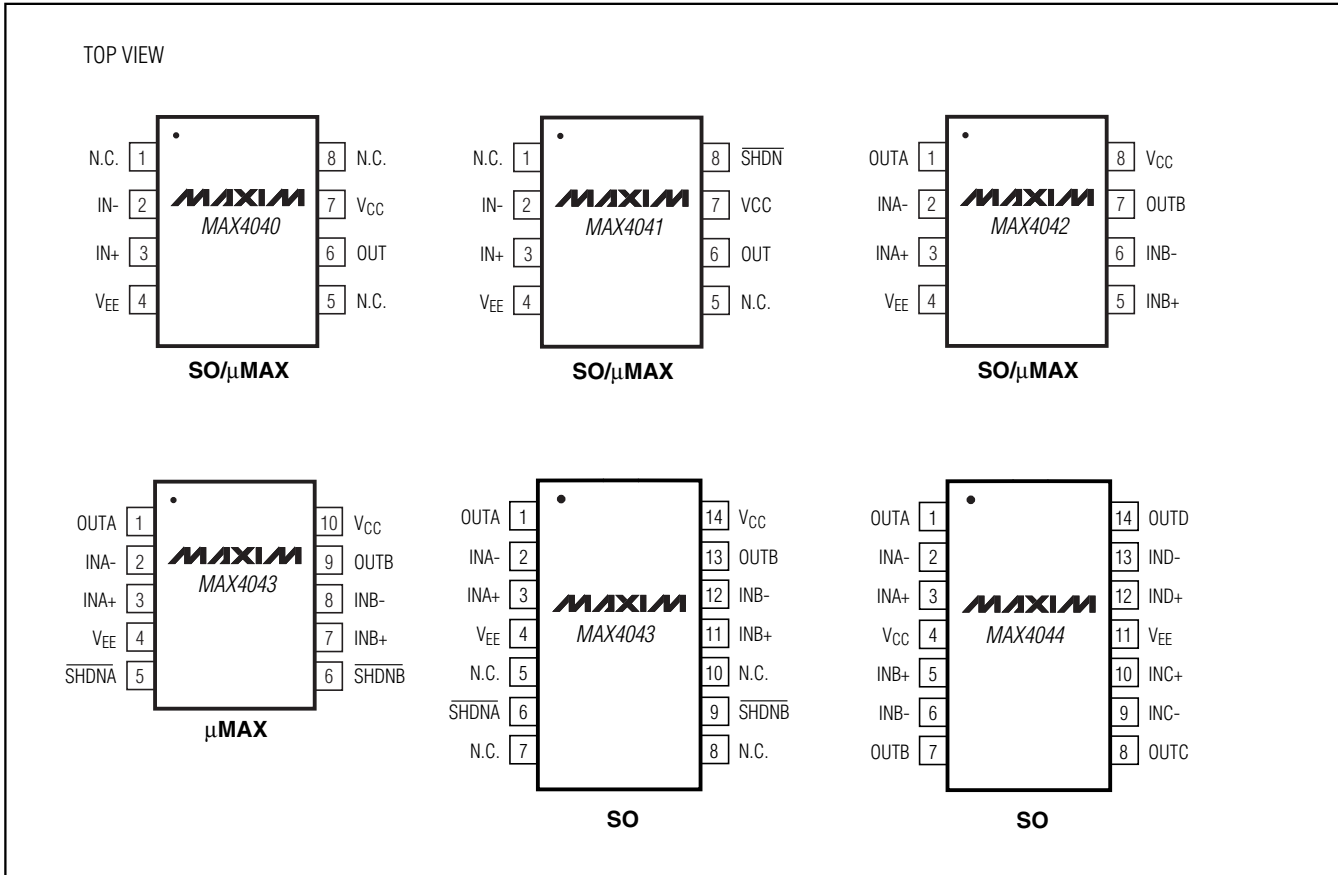 TOP VIEW
N.C. 1 8 N.C.
IN- 2 MAXIM 7 VCC
MAX4040
IN+ 3 6 OUT
VEE 4 5 N.C.
SO/μMAX
N.C. 1 8 SHDN
IN- 2 MAXIM 7 VCC
MAX4041
IN+ 3 6 OUT
VEE 4 5 N.C.
SO/μMAX
OUTA 1 8 VCC
INA- 2 MAXIM 7 OUTB
MAX4042
INA+ 3 6 INB-
VEE 4 5 INB+
SO/μMAX
OUTA 1 10 VCC
INA- 2 MAXIM 9 OUTB
MAX4043
INA+ 3 8 INB-
VEE 4 7 INB+
SHDNA 5 6 SHDNB
μMAX
OUTA 1 14 VCC
INA- 2 13 OUTB
INA+ 3 MAXIM 12 INB-
VEE 4 MAX4043 11 INB+
N.C. 5 10 N.C.
SHDNA 6 9 SHDNB
N.C. 7 8 N.C.
SO
OUTA 1 14 OUTD
INA- 2 13 IND-
INA+ 3 MAXIM 12 IND+
VCC 4 MAX4044 11 VEE
INB+ 5 10 INC+
INB- 6 9 INC-
OUTB 7 8 OUTC
SO